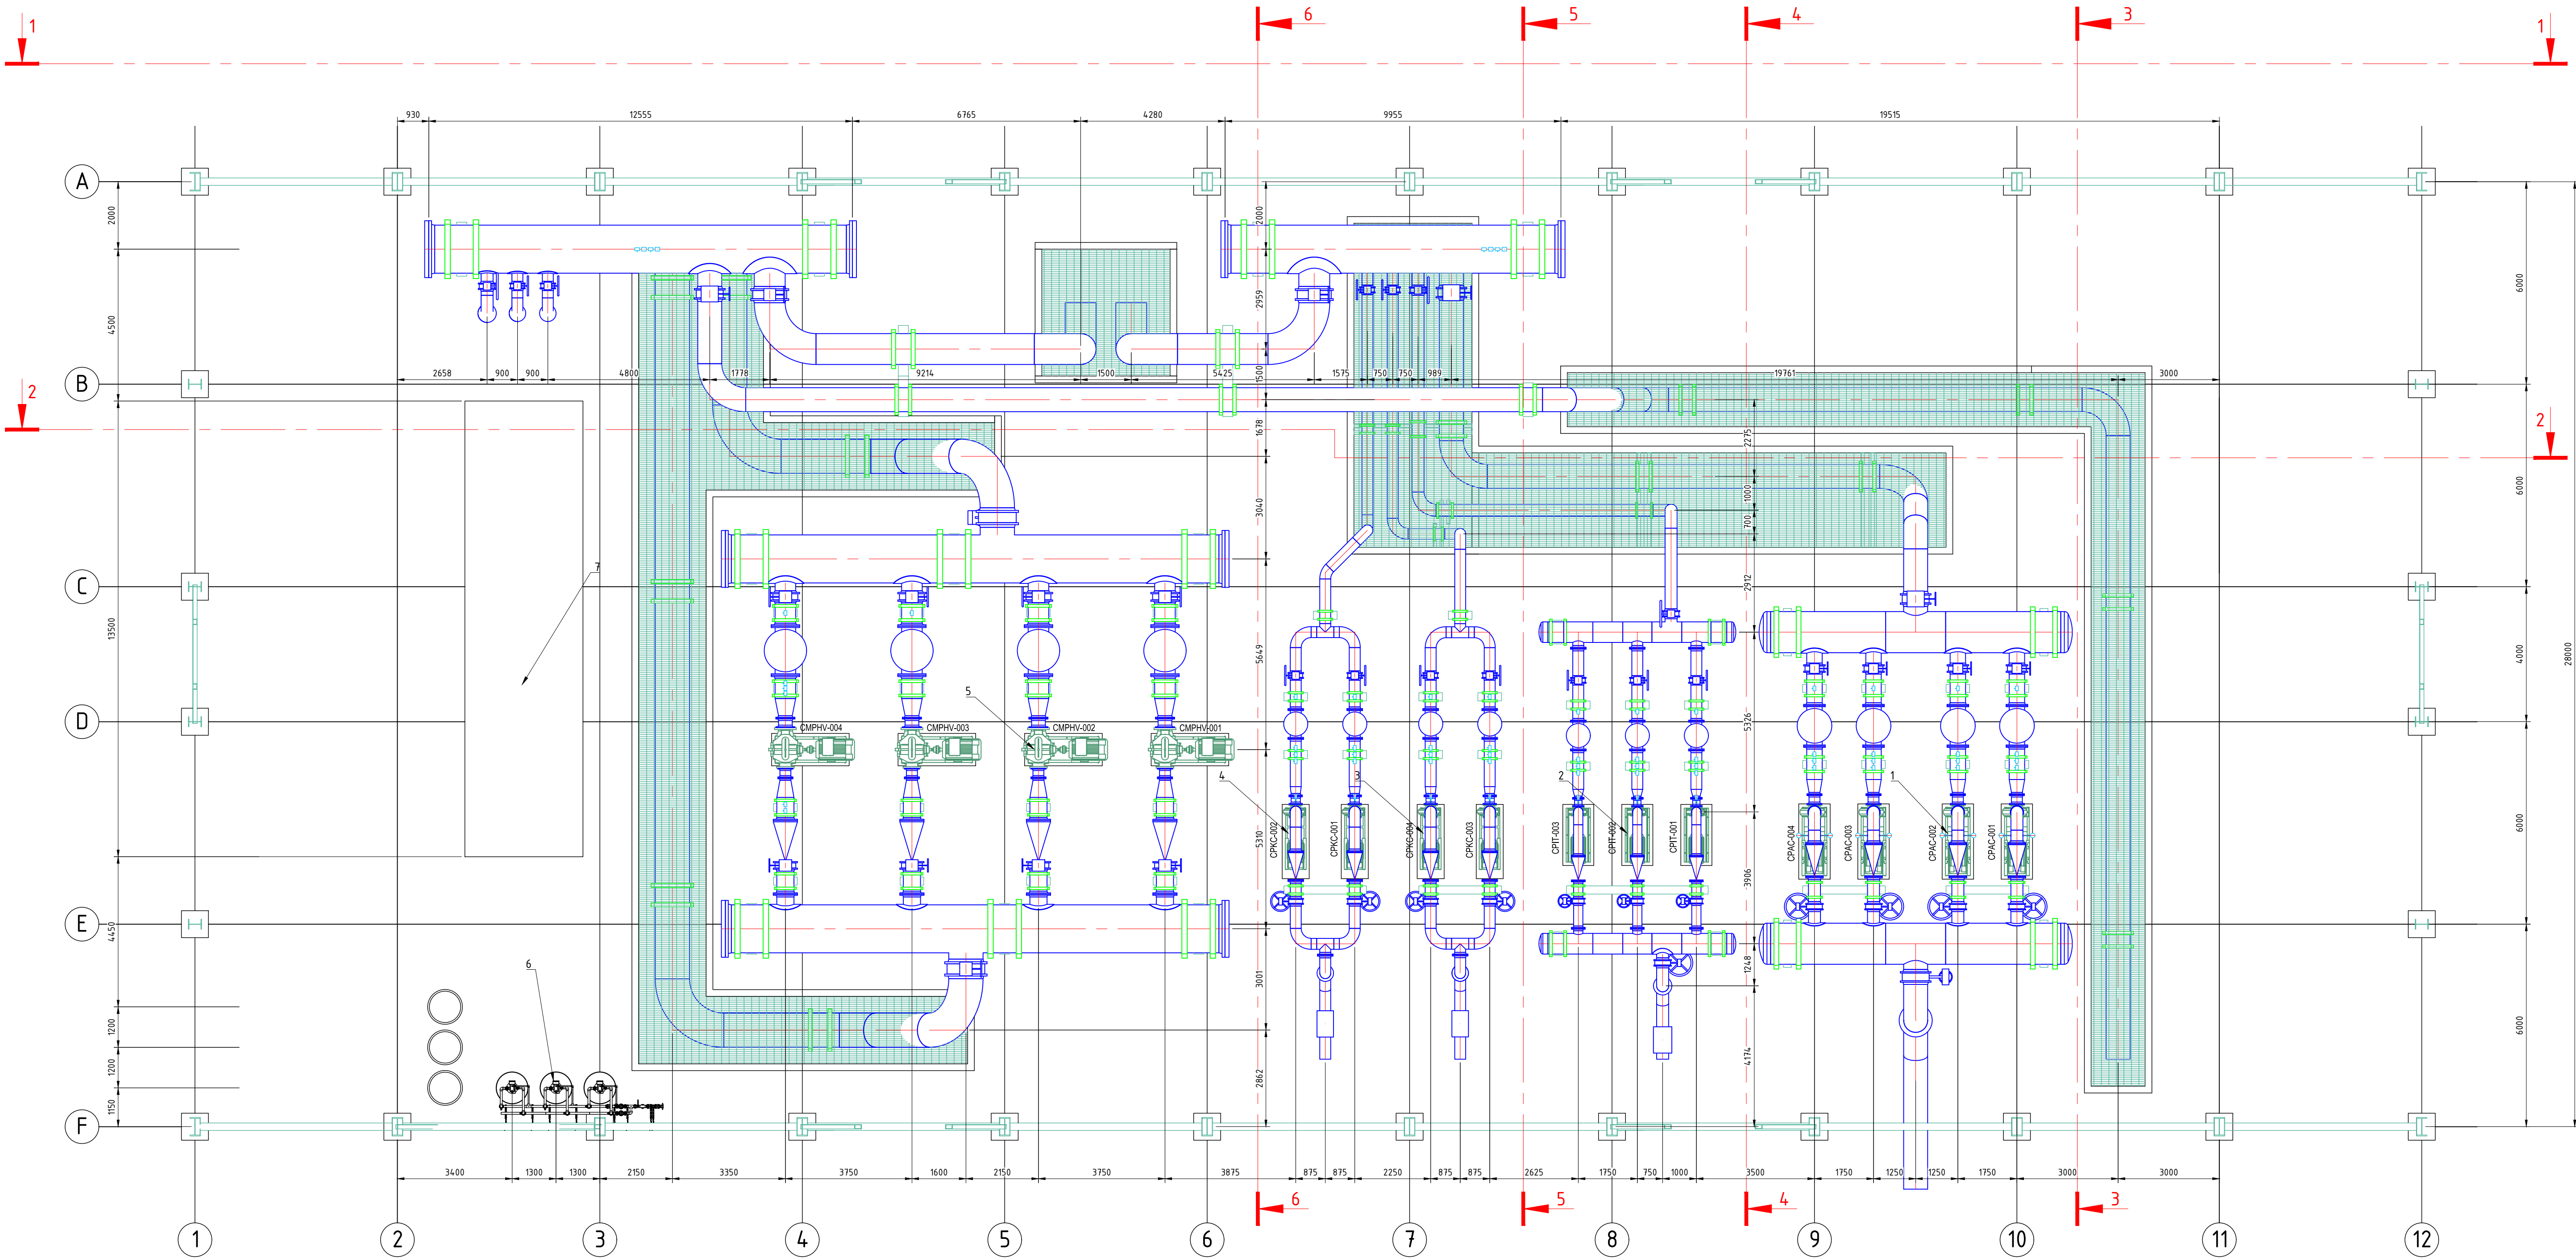 6 5 4 3
1 1
930 12555 6765 4280 9955 19515
A
2000 2000
4500 2959 6000 6000
2658 900 900 4800 1778 9214 1500 5425 1500 1575 750 750 989 19761 3000
B
2 2
1678 2275
3040 1000 6000
700
7
C
13500 5649 2912 4000 28000
D
5 CMPHV-004 CMPHV-003 CMPHV-002 CMPHV-001
5326
4 3 2 1
5310 CPKC-002 CPKC-001 CPKC-004 CPKC-003 CPIT-003 CPIT-002 CPIT-001 CPAC-004 CPAC-003 CPAC-002 CPAC-001 6000
3906
E
4450
6 3001 1248
1200
1200 2862 4174 6000
1150
F
3400 1300 1300 2150 3350 3750 1600 2150 3750 3875 875 875 2250 875 875 2625 1750 750 1000 3500 1750 1250 1250 1750 3000 3000
6 5 4 3
1 2 3 4 5 6 7 8 9 10 11 12